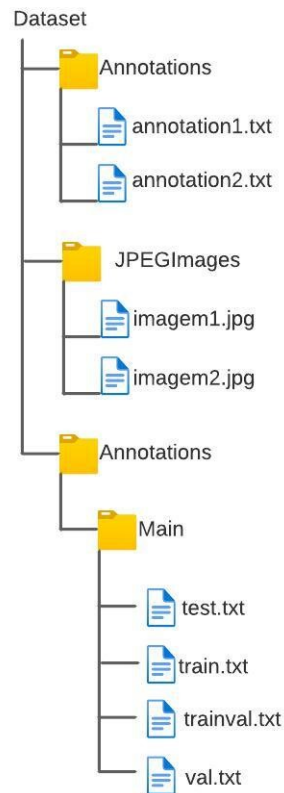 Dataset
Annotations
annotation1.txt
annotation2.txt
JPEGImages
imagem1.jpg
imagem2.jpg
Annotations
Main
test.txt
train.txt
trainval.txt
val.txt